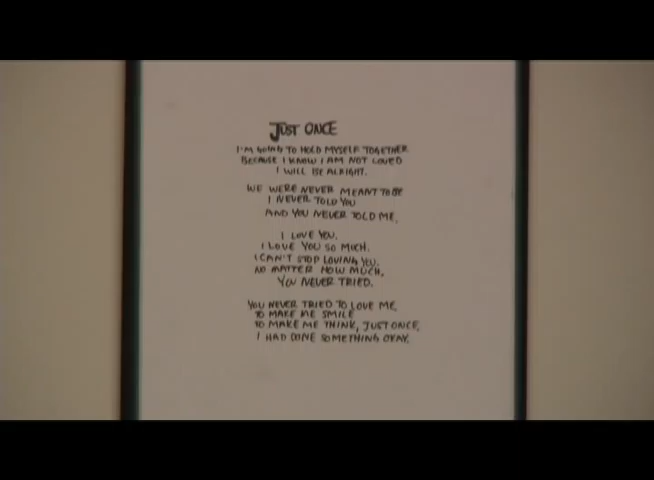 JUST ONCE
I'M GOING TO HOLD MYSELF TOGETHER
BECAUSE I KNOW I AM NOT LOVED
I WILL BE ALRIGHT.
WE WERE NEVER MEANT TO BE
I NEVER TOLD YOU
AND YOU NEVER TOLD ME.
I LOVE YOU.
I LOVE YOU SO MUCH.
I CAN'T STOP LOVING YOU.
NO MATTER HOW MUCH,
YOU NEVER TRIED.
YOU NEVER TRIED TO LOVE ME,
TO MAKE ME SMILE
TO MAKE ME THINK, JUST ONCE,
I HAD DONE SOMETHING OKAY.